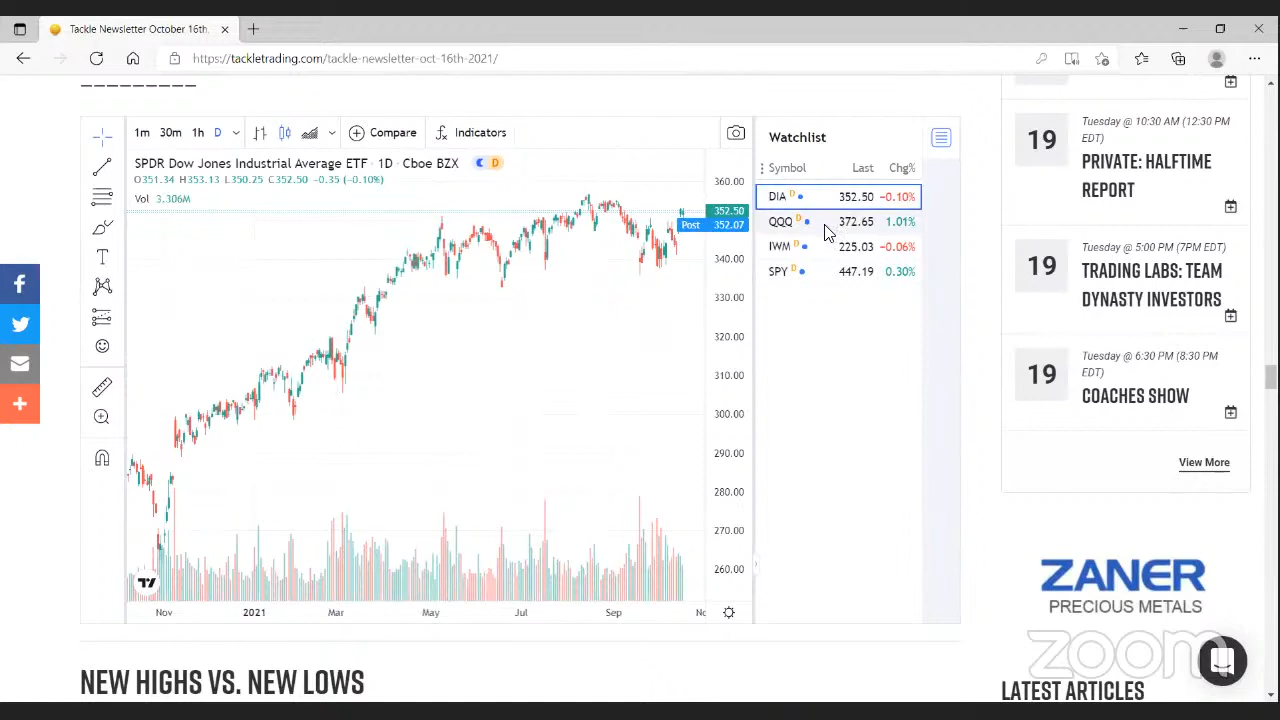 Tackle Newsletter October 16th,
https://tackletrading.com/tackle-newsletter-oct-16th-2021/
1m 30m 1h D Compare Indicators
SPDR Dow Jones Industrial Average ETF · 1D · Cboe BZX D
O351.34 H353.13 L350.25 C352.50 −0.35 (−0.10%)
Vol 3.306M
360.00
352.50
Post 352.07
340.00
330.00
320.00
310.00
300.00
290.00
280.00
270.00
260.00
Nov 2021 Mar May Jul Sep Nc
Watchlist
Symbol Last Chg%
DIA D 352.50 −0.10%
QQQ D 372.65 1.01%
IWM D 225.03 −0.06%
SPY D 447.19 0.30%
NEW HIGHS VS. NEW LOWS
19
Tuesday @ 10:30 AM (12:30 PM
EDT)
PRIVATE: HALFTIME
REPORT
19
Tuesday @ 5:00 PM (7PM EDT)
TRADING LABS: TEAM
DYNASTY INVESTORS
19
Tuesday @ 6:30 PM (8:30 PM
EDT)
COACHES SHOW
View More
ZANER
PRECIOUS METALS
zoom
LATEST ARTICLES